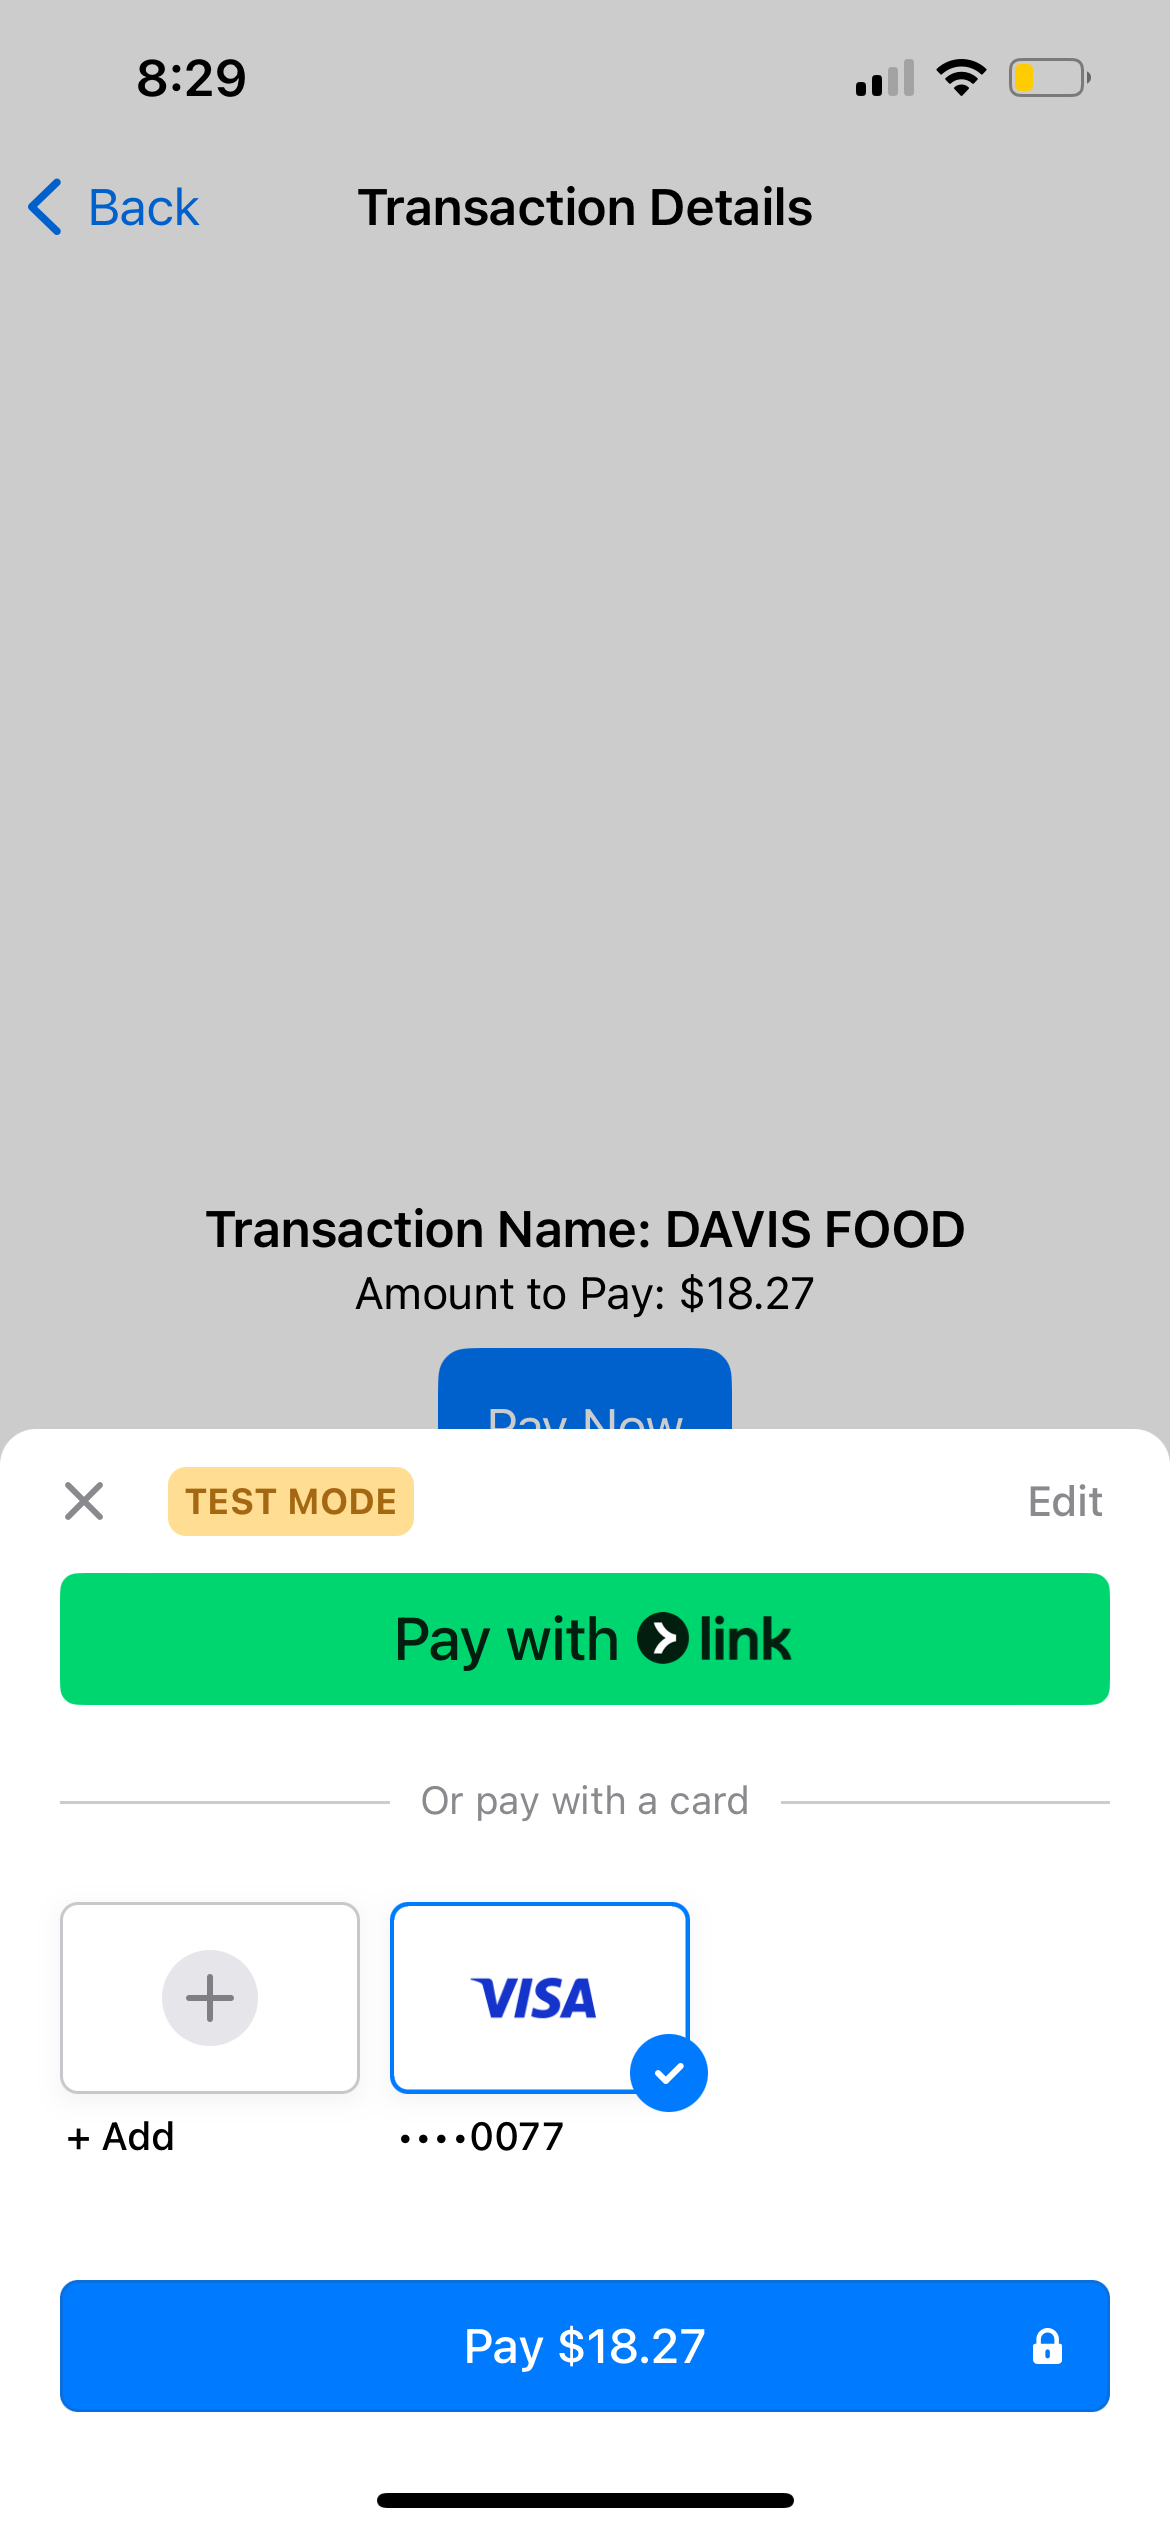 8:29
Back
Transaction Details
Transaction Name: DAVIS FOOD
Amount to Pay: $18.27
Pay Now
TEST MODE
Edit
Pay with link
Or pay with a card
VISA
+ Add
····0077
Pay $18.27